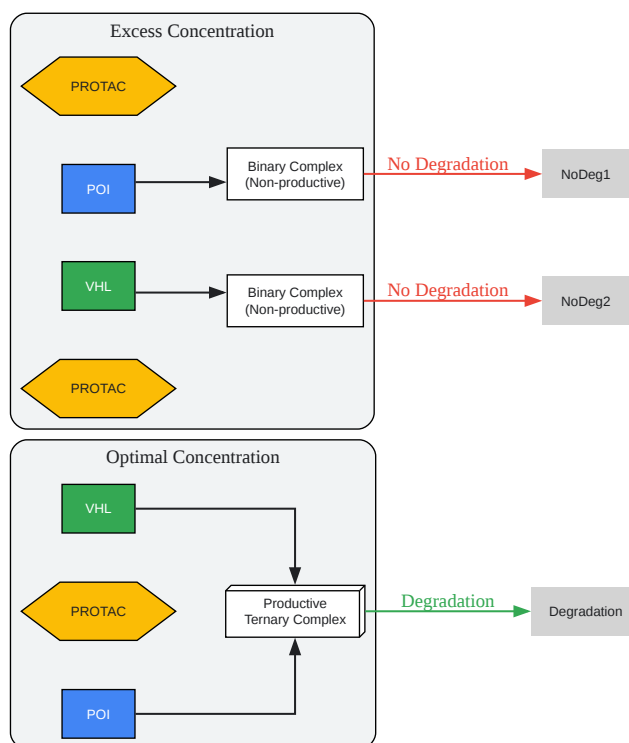 Excess Concentration
PROTAC
POI
Binary Complex
(Non-productive)
No Degradation
NoDeg1
VHL
Binary Complex
(Non-productive)
No Degradation
NoDeg2
PROTAC
Optimal Concentration
VHL
PROTAC
Productive
Ternary Complex
Degradation
Degradation
POI